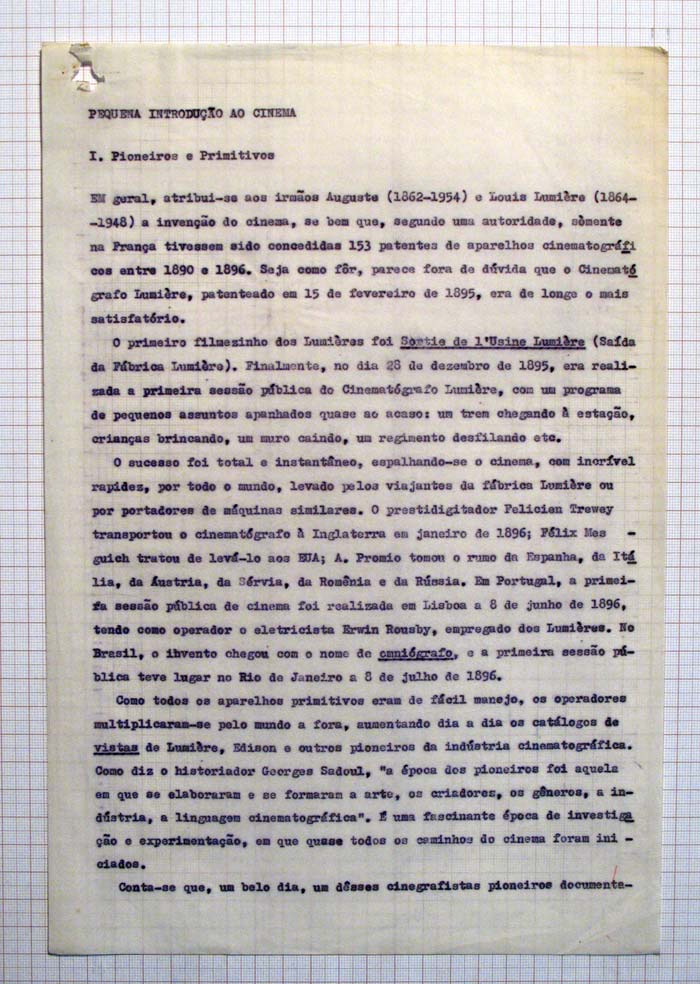 PEQUENA INTRODUÇÃO AO CINEMA
I. Pioneiros e Primitivos
EM geral, atribui-se aos irmãos Auguste (1862-1954) e Louis Lumière (1864-
-1948) a invenção do cinema, se bem que, segundo uma autoridade, sòmente
na França tivessem sido concedidas 153 patentes de aparelhos cinematográfi
cos entre 1890 e 1896. Seja como fôr, parece fora de dúvida que o Cinemató
grafo Lumière, patenteado em 15 de fevereiro de 1895, era de longe o mais
satisfatório.
O primeiro filmezinho dos Lumières foi Sortie de l'Usine Lumière (Saída
da Fábrica Lumière). Finalmente, no dia 28 de dezembro de 1895, era reali-
zada a primeira sessão pública do Cinematógrafo Lumière, com um programa
de pequenos assuntos apanhados quase ao acaso: um trem chegando à estação,
crianças brincando, um muro caindo, um regimento desfilando etc.
O sucesso foi total e instantâneo, espalhando-se o cinema, com incrível
rapidez, por todo o mundo, levado pelos viajantes da fábrica Lumière ou
por portadores de máquinas similares. O prestidigitador Felicien Trewey
transportou o cinematógrafo à Inglaterra em janeiro de 1896; Félix Mes -
guich tratou de levá-lo aos EUA; A. Promio tomou o rumo da Espanha, da Itá
lia, da Áustria, da Sérvia, da Romênia e da Rússia. Em Portugal, a primei-
ra sessão pública de cinema foi realizada em Lisboa a 8 de junho de 1896,
tendo como operador o eletricista Erwin Rousby, empregado dos Lumières. No
Brasil, o ihvento chegou com o nome de omniógrafo, e a primeira sessão pú-
blica teve lugar no Rio de Janeiro a 8 de julho de 1896.
Como todos os aparelhos primitivos eram de fácil manejo, os operadores
multiplicaram-se pelo mundo a fora, aumentando dia a dia os catálogos de
vistas de Lumière, Edison e outros pioneiros da indústria cinematográfica.
Como diz o historiador Georges Sadoul, "a época dos pioneiros foi aquela
em que se elaboraram e se formaram a arte, os criadores, os gêneros, a in-
dústria, a linguagem cinematográfica". É uma fascinante época de investiga
ção e experimentação, em que quase todos os caminhos do cinema foram ini -
ciados.
Conta-se que, um belo dia, um dêsses cinegrafistas pioneiros documenta-